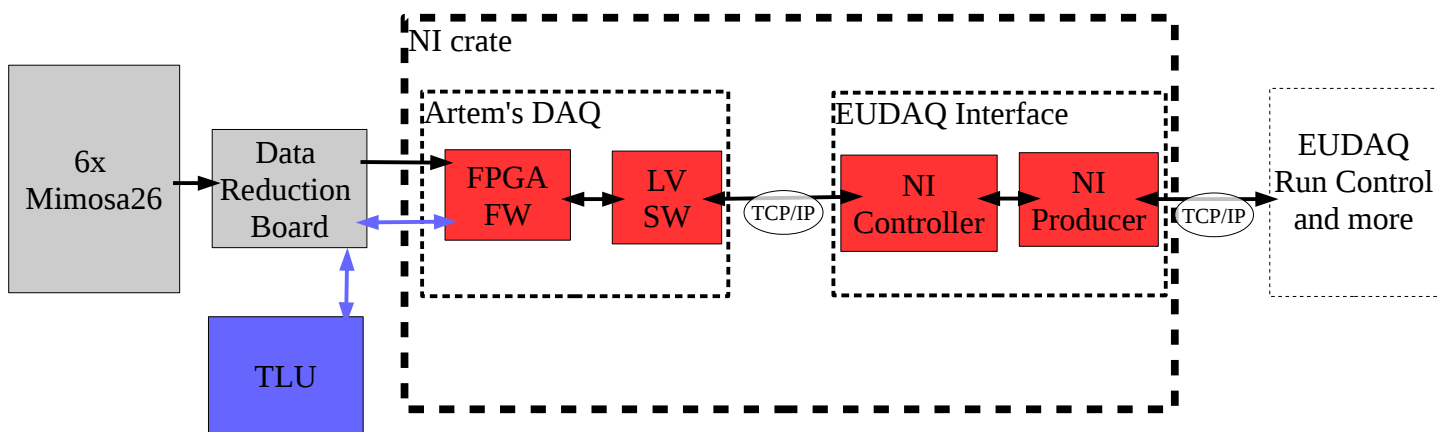 NI crate
6x
Mimosa26
Data
Reduction
Board
TLU
Artem's DAQ
FPGA
FW
LV
SW
TCP/IP
EUDAQ Interface
NI
Controller
NI
Producer
TCP/IP
EUDAQ
Run Control
and more